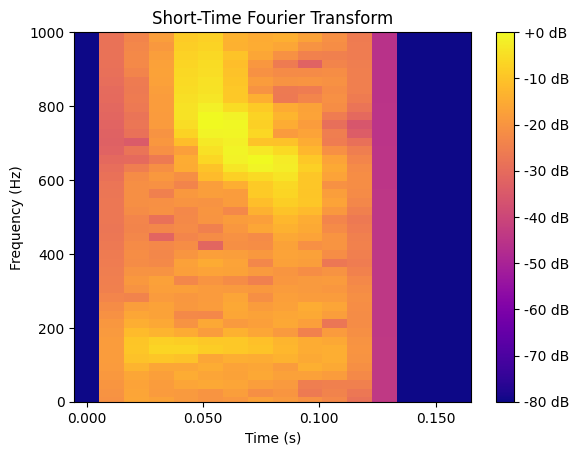 Short-Time Fourier Transform
1000
800
600
400
200
0
Frequency (Hz)
0.000
0.050
0.100
0.150
Time (s)
+0 dB
-10 dB
-20 dB
-30 dB
-40 dB
-50 dB
-60 dB
-70 dB
-80 dB